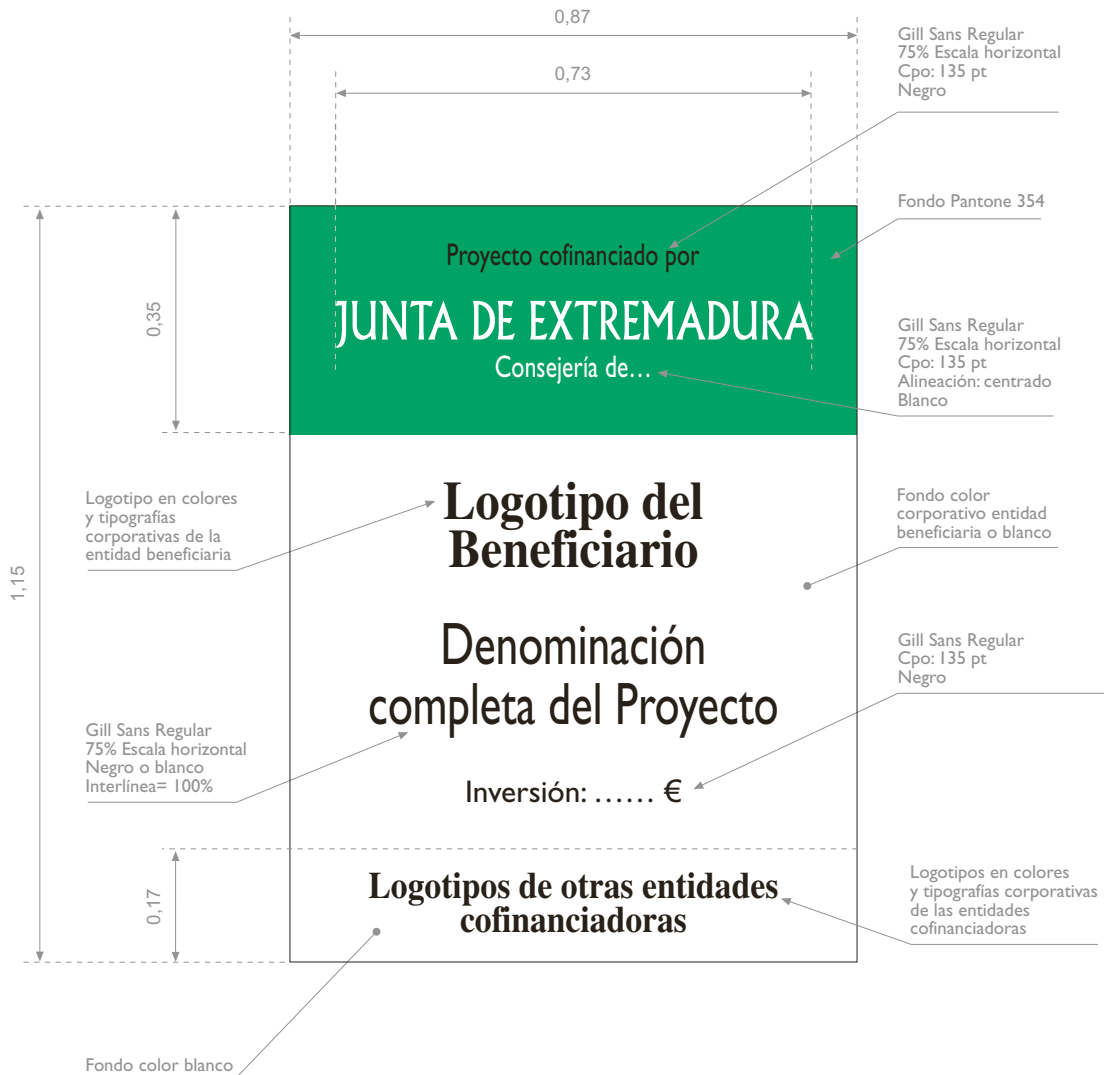 0,87
Gill Sans Regular
75% Escala horizontal
Cpo: 135 pt
Negro
0,73
Fondo Pantone 354
Proyecto cofinanciado por
0,35
JUNTA DE EXTREMADURA
Consejería de...
Gill Sans Regular
75% Escala horizontal
Cpo: 135 pt
Alineación: centrado
Blanco
Logotipo en colores
y tipografías
corporativas de la
entidad beneficiaria
Logotipo del
Beneficiario
Fondo color
corporativo entidad
beneficiaria o blanco
1,15
Denominación
completa del Proyecto
Gill Sans Regular
Cpo: 135 pt
Negro
Gill Sans Regular
75% Escala horizontal
Negro o blanco
Interlínea= 100%
Inversión: ...... €
0,17
Logotipos de otras entidades
cofinanciadoras
Logotipos en colores
y tipografías corporativas
de las entidades
cofinanciadoras
Fondo color blanco